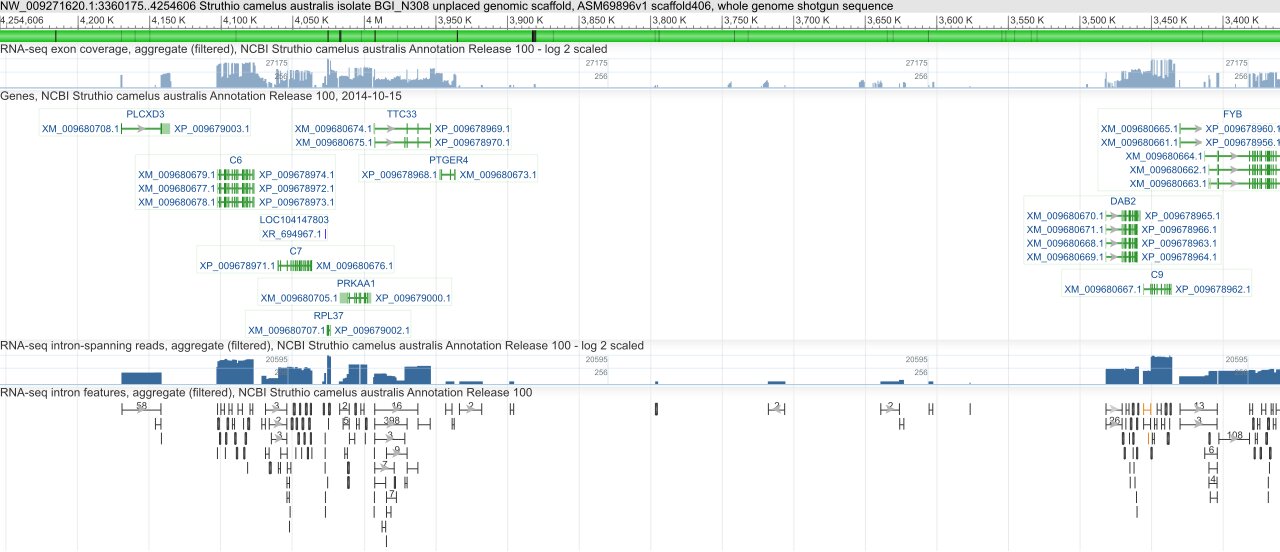 NW_009271620.1:3360175..4254606 Struthio camelus australis isolate BGI_N308 unplaced genomic scaffold, ASM69896v1 scaffold406, whole genome shotgun sequence
4,254,606 4,200 K 4,150 K 4,100 K 4,050 K 4 M 3,950 K 3,900 K 3,850 K 3,800 K 3,750 K 3,700 K 3,650 K 3,600 K 3,550 K 3,500 K 3,450 K 3,400 K
RNA-seq exon coverage, aggregate (filtered), NCBI Struthio camelus australis Annotation Release 100 - log 2 scaled
27175 27175 27175 27175
256 256 256 256
Genes, NCBI Struthio camelus australis Annotation Release 100, 2014-10-15
PLCXD3 TTC33 FYB
XM_009680708.1 XP_009679003.1 XM_009680674.1 XP_009678969.1 XM_009680665.1 XP_009678960.
XM_009680675.1 XP_009678970.1 XM_009680661.1 XP_009678956.
C6 PTGER4 XM_009680664.1
XM_009680679.1 XP_009678974.1 XP_009678968.1 XM_009680673.1 XM_009680662.1
XM_009680677.1 XP_009678972.1 XM_009680663.1
XM_009680678.1 XP_009678973.1 DAB2
LOC104147803 XM_009680670.1 XP_009678965.1
XR_694967.1 XM_009680671.1 XP_009678966.1
C7 XM_009680668.1 XP_009678963.1
XP_009678971.1 XM_009680676.1 XM_009680669.1 XP_009678964.1
PRKAA1 C9
XM_009680705.1 XP_009679000.1 XM_009680667.1 XP_009678962.1
RPL37
XM_009680707.1 XP_009679002.1
RNA-seq intron-spanning reads, aggregate (filtered), NCBI Struthio camelus australis Annotation Release 100 - log 2 scaled
20595 20595 20595 20595
256 256 256 256
RNA-seq intron features, aggregate (filtered), NCBI Struthio camelus australis Annotation Release 100
58 3 2 16 2 2 2 13
2 398 26 3
3 3 108
9 6
7
4
7